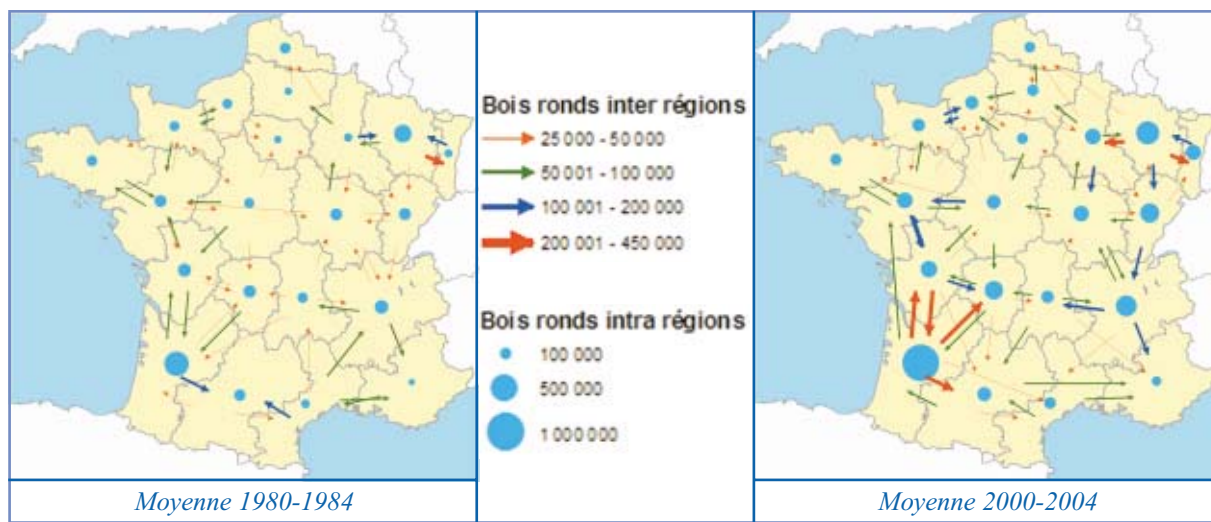 Bois ronds inter régions
25 000 - 50 000
50 001 - 100 000
100 001 - 200 000
200 001 - 450 000
Bois ronds intra régions
100 000
500 000
1 000 000
Moyenne 1980-1984
Moyenne 2000-2004